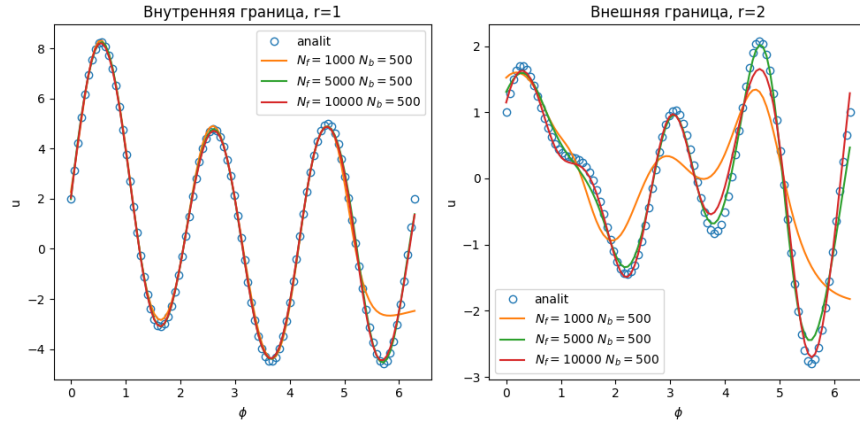 Внутренняя граница, r=1
u
8
6
4
2
0
−2
−4
analit
N_f = 1000 N_b = 500
N_f = 5000 N_b = 500
N_f = 10000 N_b = 500
0 1 2 3 4 5 6
ϕ
Внешняя граница, r=2
u
2
1
0
−1
−2
−3
analit
N_f = 1000 N_b = 500
N_f = 5000 N_b = 500
N_f = 10000 N_b = 500
0 1 2 3 4 5 6
ϕ